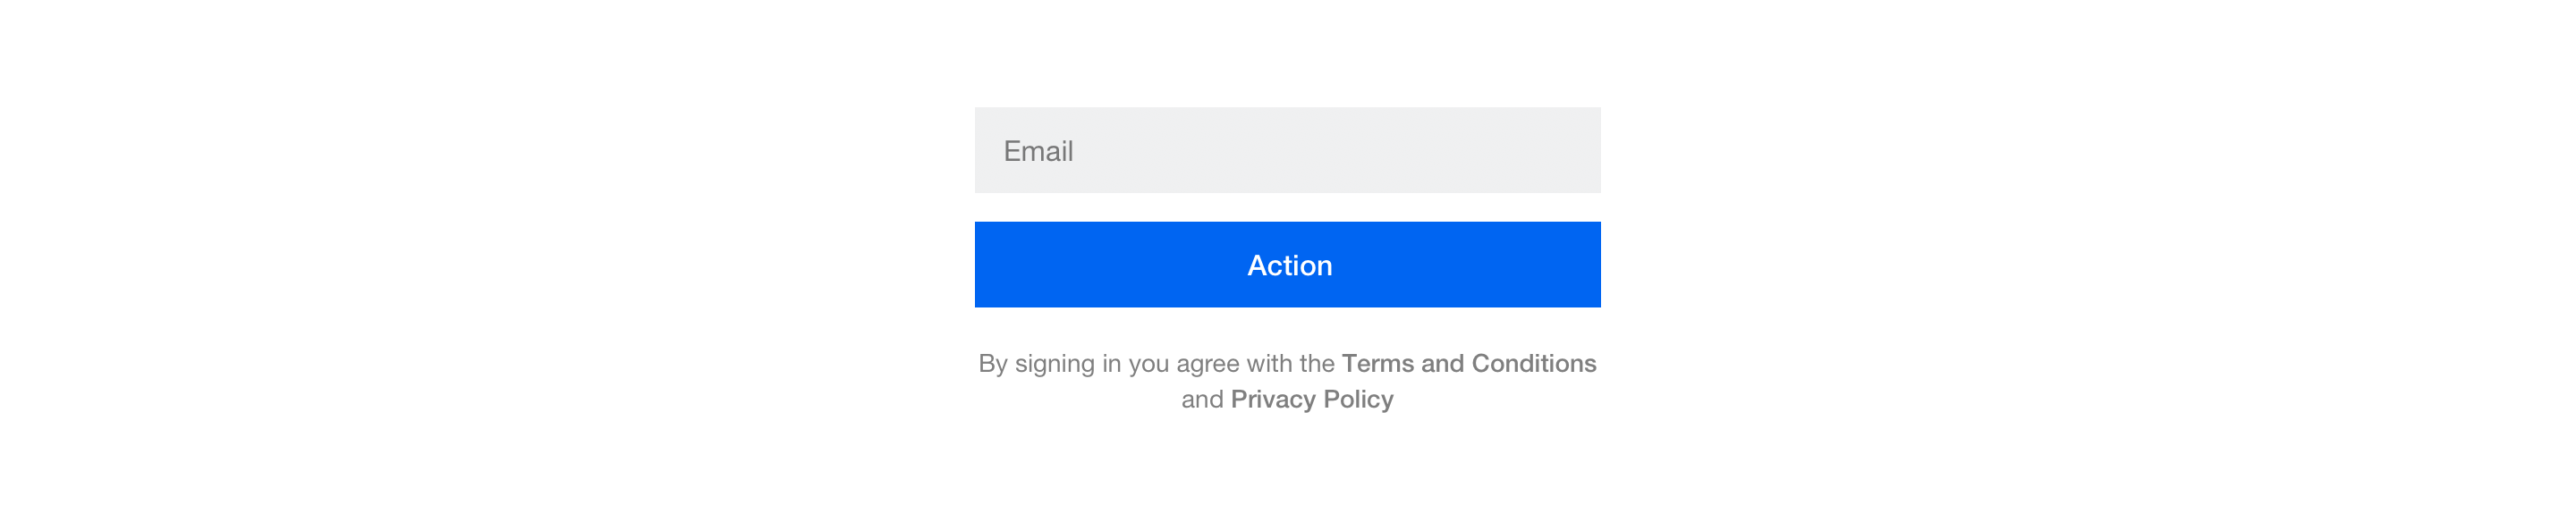 Email
Action
By signing in you agree with the Terms and Conditions
and Privacy Policy